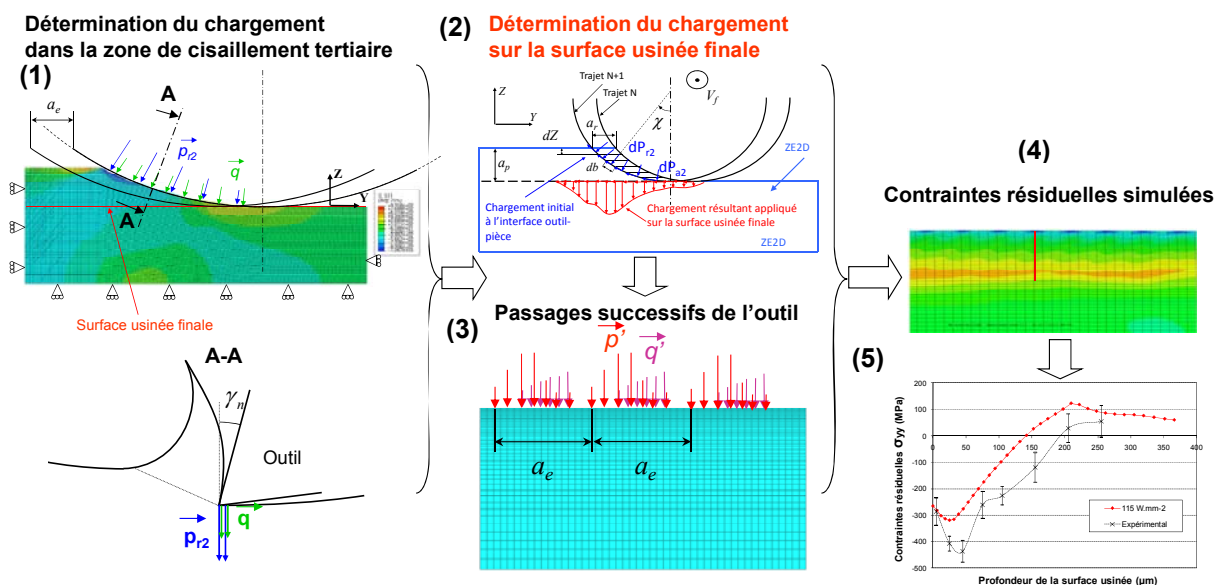 Détermination du chargement
dans la zone de cisaillement tertiaire
(1)
A
a_e
p_r2
q
A
Z
Y
Surface usinée finale
A-A
γ_n
Outil
q
p_r2
(2)
Détermination du chargement
sur la surface usinée finale
Trajet N+1
Trajet N
Z
Y
V_f
a_r
χ
dZ
dP_r2
a_p
db
dP_a2
ZE2D
Chargement initial
à l'interface outil-
pièce
Chargement résultant appliqué
sur la surface usinée finale
ZE2D
(3)
Passages successifs de l'outil
p'
q'
a_e
a_e
(4)
Contraintes résiduelles simulées
(5)
Contraintes résiduelles σyy (MPa)
200
100
0
-100
-200
-300
-400
-500
0
50
100
150
200
250
300
350
400
115 W.mm-2
Expérimental
Profondeur de la surface usinée (µm)